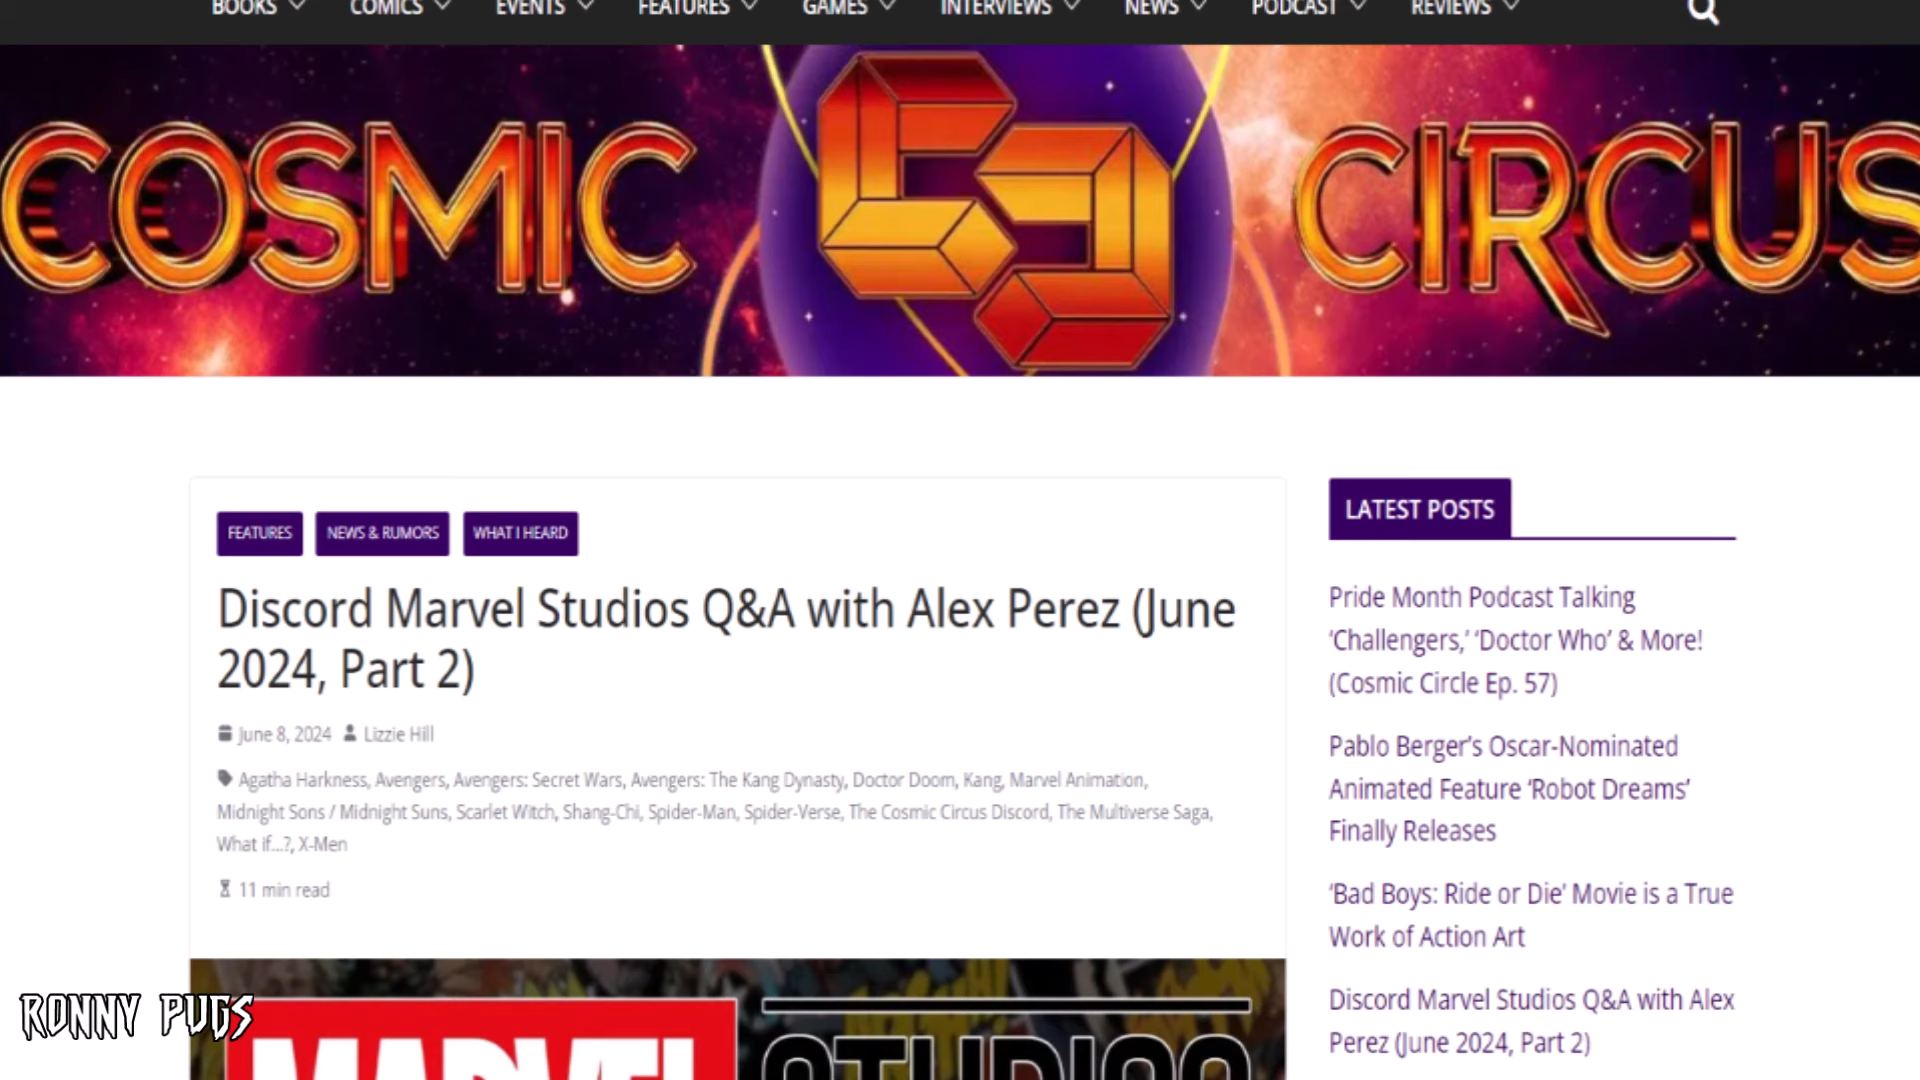 BOOKS COMICS EVENTS FEATURES GAMES INTERVIEWS NEWS PODCAST REVIEWS
COSMIC CIRCUS
FEATURES NEWS & RUMORS WHAT I HEARD
Discord Marvel Studios Q&A with Alex Perez (June
2024, Part 2)
June 8, 2024 Lizzie Hill
Agatha Harkness, Avengers, Avengers: Secret Wars, Avengers: The Kang Dynasty, Doctor Doom, Kang, Marvel Animation,
Midnight Sons / Midnight Suns, Scarlet Witch, Shang-Chi, Spider-Man, Spider-Verse, The Cosmic Circus Discord, The Multiverse Saga,
What if...?, X-Men
11 min read
MARVEL STUDIOS
LATEST POSTS
Pride Month Podcast Talking
‘Challengers,’ ‘Doctor Who’ & More!
(Cosmic Circle Ep. 57)
Pablo Berger’s Oscar-Nominated
Animated Feature ‘Robot Dreams’
Finally Releases
‘Bad Boys: Ride or Die’ Movie is a True
Work of Action Art
Discord Marvel Studios Q&A with Alex
Perez (June 2024, Part 2)
RONNY PUGS